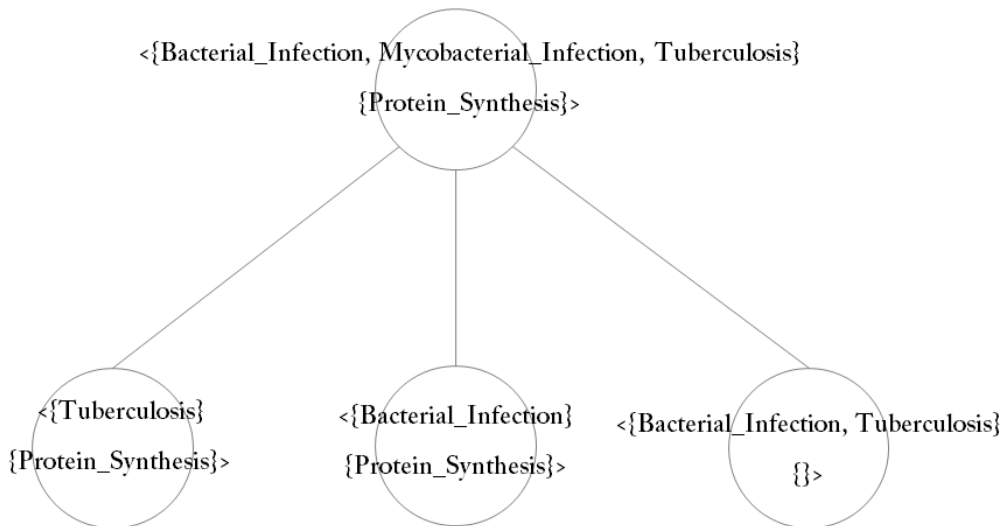 <{Bacterial_Infection, Mycobacterial_Infection, Tuberculosis}
{Protein_Synthesis}>
<{Tuberculosis}
{Protein_Synthesis}>
<{Bacterial_Infection}
{Protein_Synthesis}>
<{Bacterial_Infection, Tuberculosis}
{}>